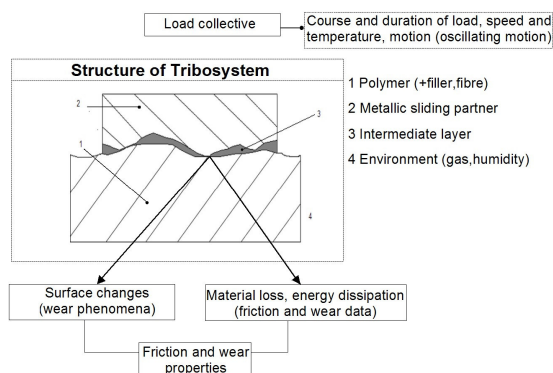 Load collective
Course and duration of load, speed and
temperature, motion (oscillating motion)
Structure of Tribosystem
2
3
1
4
1 Polymer (+filler,fibre)
2 Metallic sliding partner
3 Intermediate layer
4 Environment (gas,humidity)
Surface changes
(wear phenomena)
Material loss, energy dissipation
(friction and wear data)
Friction and wear
properties